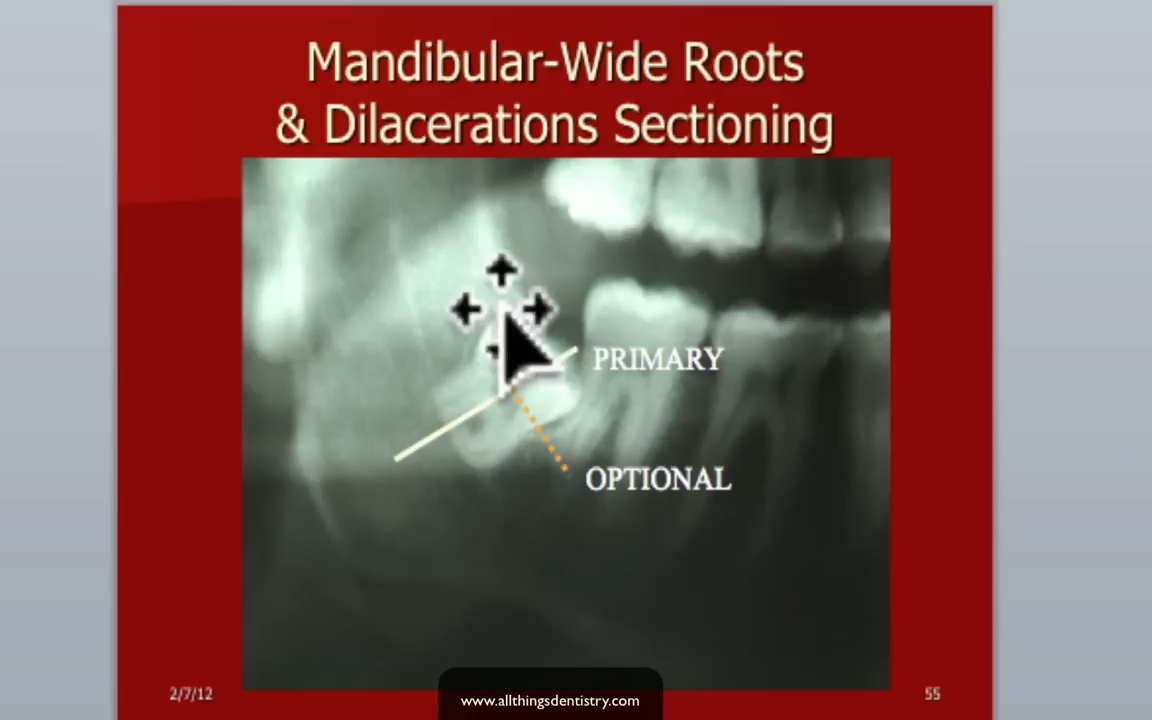 Mandibular-Wide Roots
& Dilacerations Sectioning
PRIMARY
OPTIONAL
2/7/12
www.allthingsdentistry.com
55